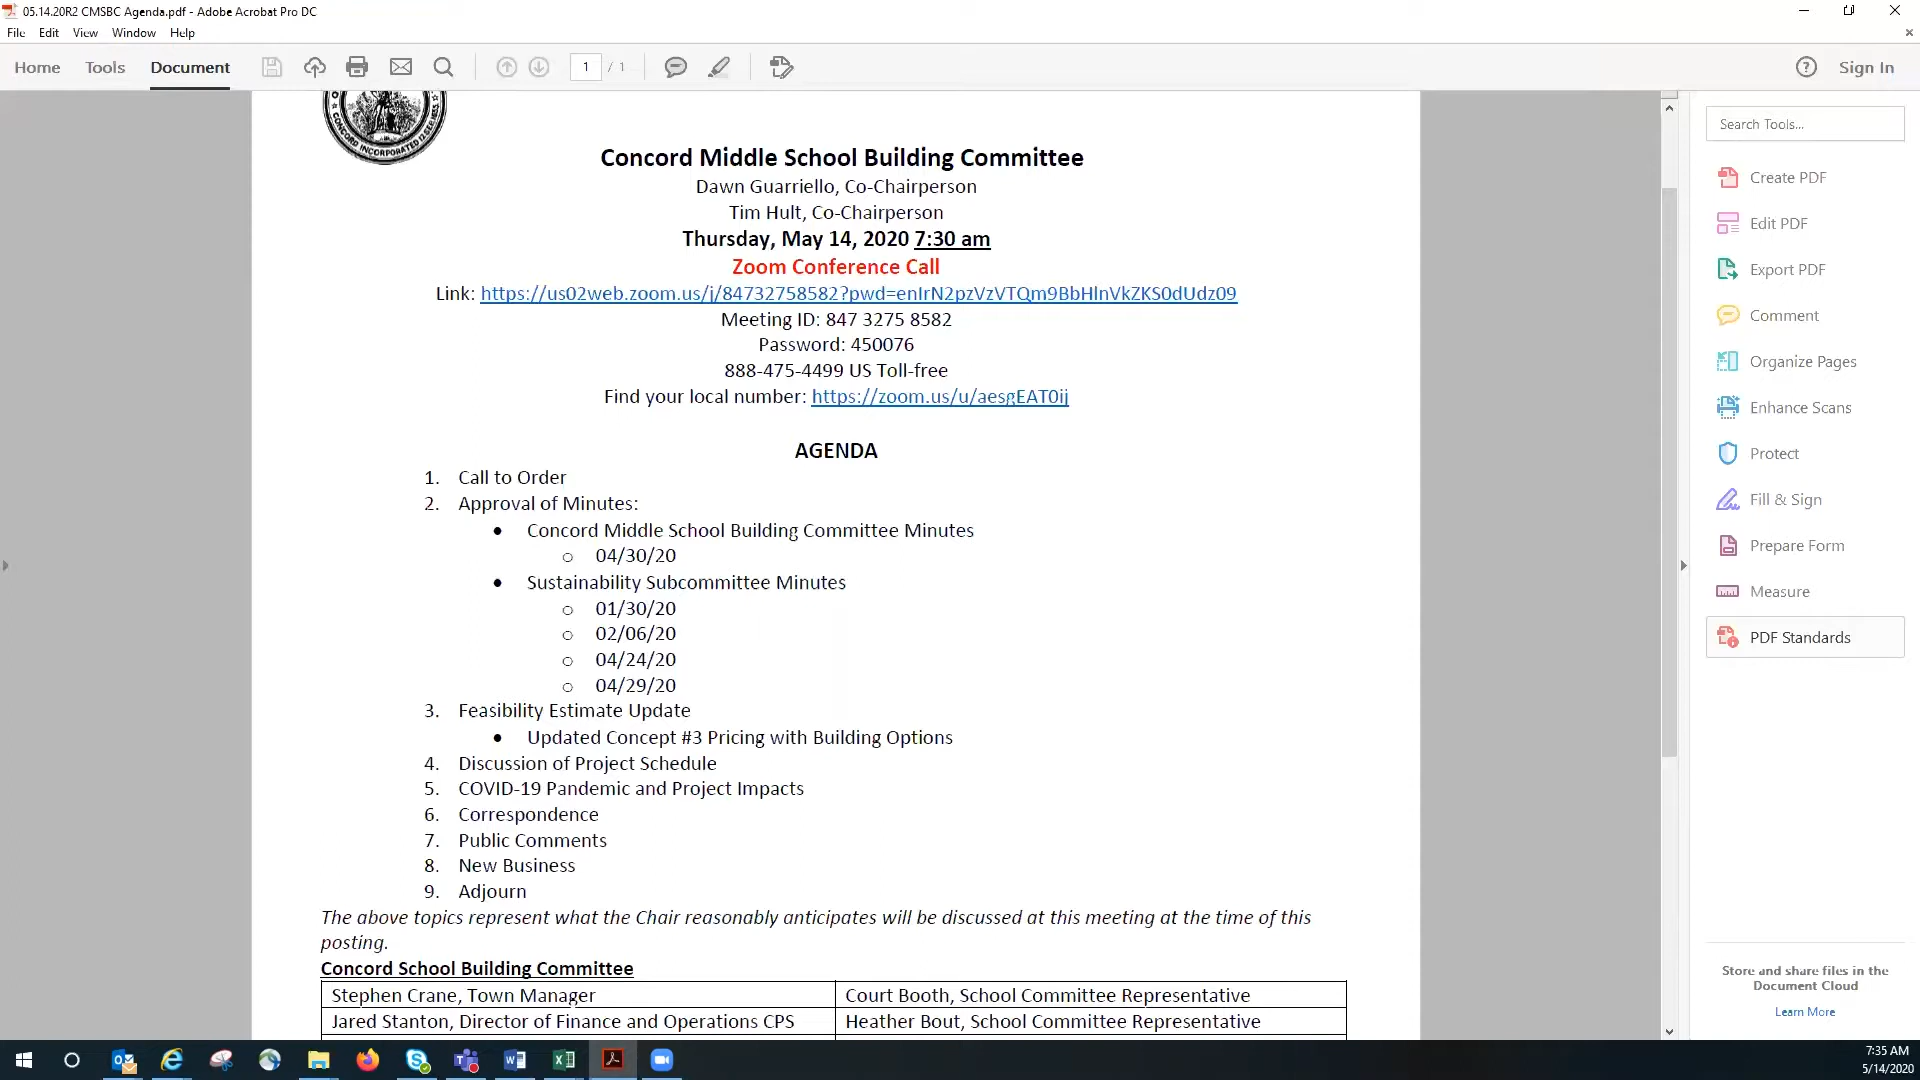 05.14.20R2 CMSBC Agenda.pdf - Adobe Acrobat Pro DC
File Edit View Window Help
Home Tools Document 1 / 1 Sign In
CONCORD INCORPORATED 12 SEP. 1635
Concord Middle School Building Committee
Dawn Guarriello, Co-Chairperson
Tim Hult, Co-Chairperson
Thursday, May 14, 2020 7:30 am
Zoom Conference Call
Link: https://us02web.zoom.us/j/84732758582?pwd=enIrN2pzVzVTQm9BbHlnVkZKS0dUdz09
Meeting ID: 847 3275 8582
Password: 450076
888-475-4499 US Toll-free
Find your local number: https://zoom.us/u/aesgEAT0ij
AGENDA
1. Call to Order
2. Approval of Minutes:
• Concord Middle School Building Committee Minutes
o 04/30/20
• Sustainability Subcommittee Minutes
o 01/30/20
o 02/06/20
o 04/24/20
o 04/29/20
3. Feasibility Estimate Update
• Updated Concept #3 Pricing with Building Options
4. Discussion of Project Schedule
5. COVID-19 Pandemic and Project Impacts
6. Correspondence
7. Public Comments
8. New Business
9. Adjourn
The above topics represent what the Chair reasonably anticipates will be discussed at this meeting at the time of this
posting.
Concord School Building Committee
Stephen Crane, Town Manager Court Booth, School Committee Representative
Jared Stanton, Director of Finance and Operations CPS Heather Bout, School Committee Representative
Search Tools...
Create PDF
Edit PDF
Export PDF
Comment
Organize Pages
Enhance Scans
Protect
Fill & Sign
Prepare Form
Measure
PDF Standards
Store and share files in the
Document Cloud
Learn More
7:35 AM
5/14/2020